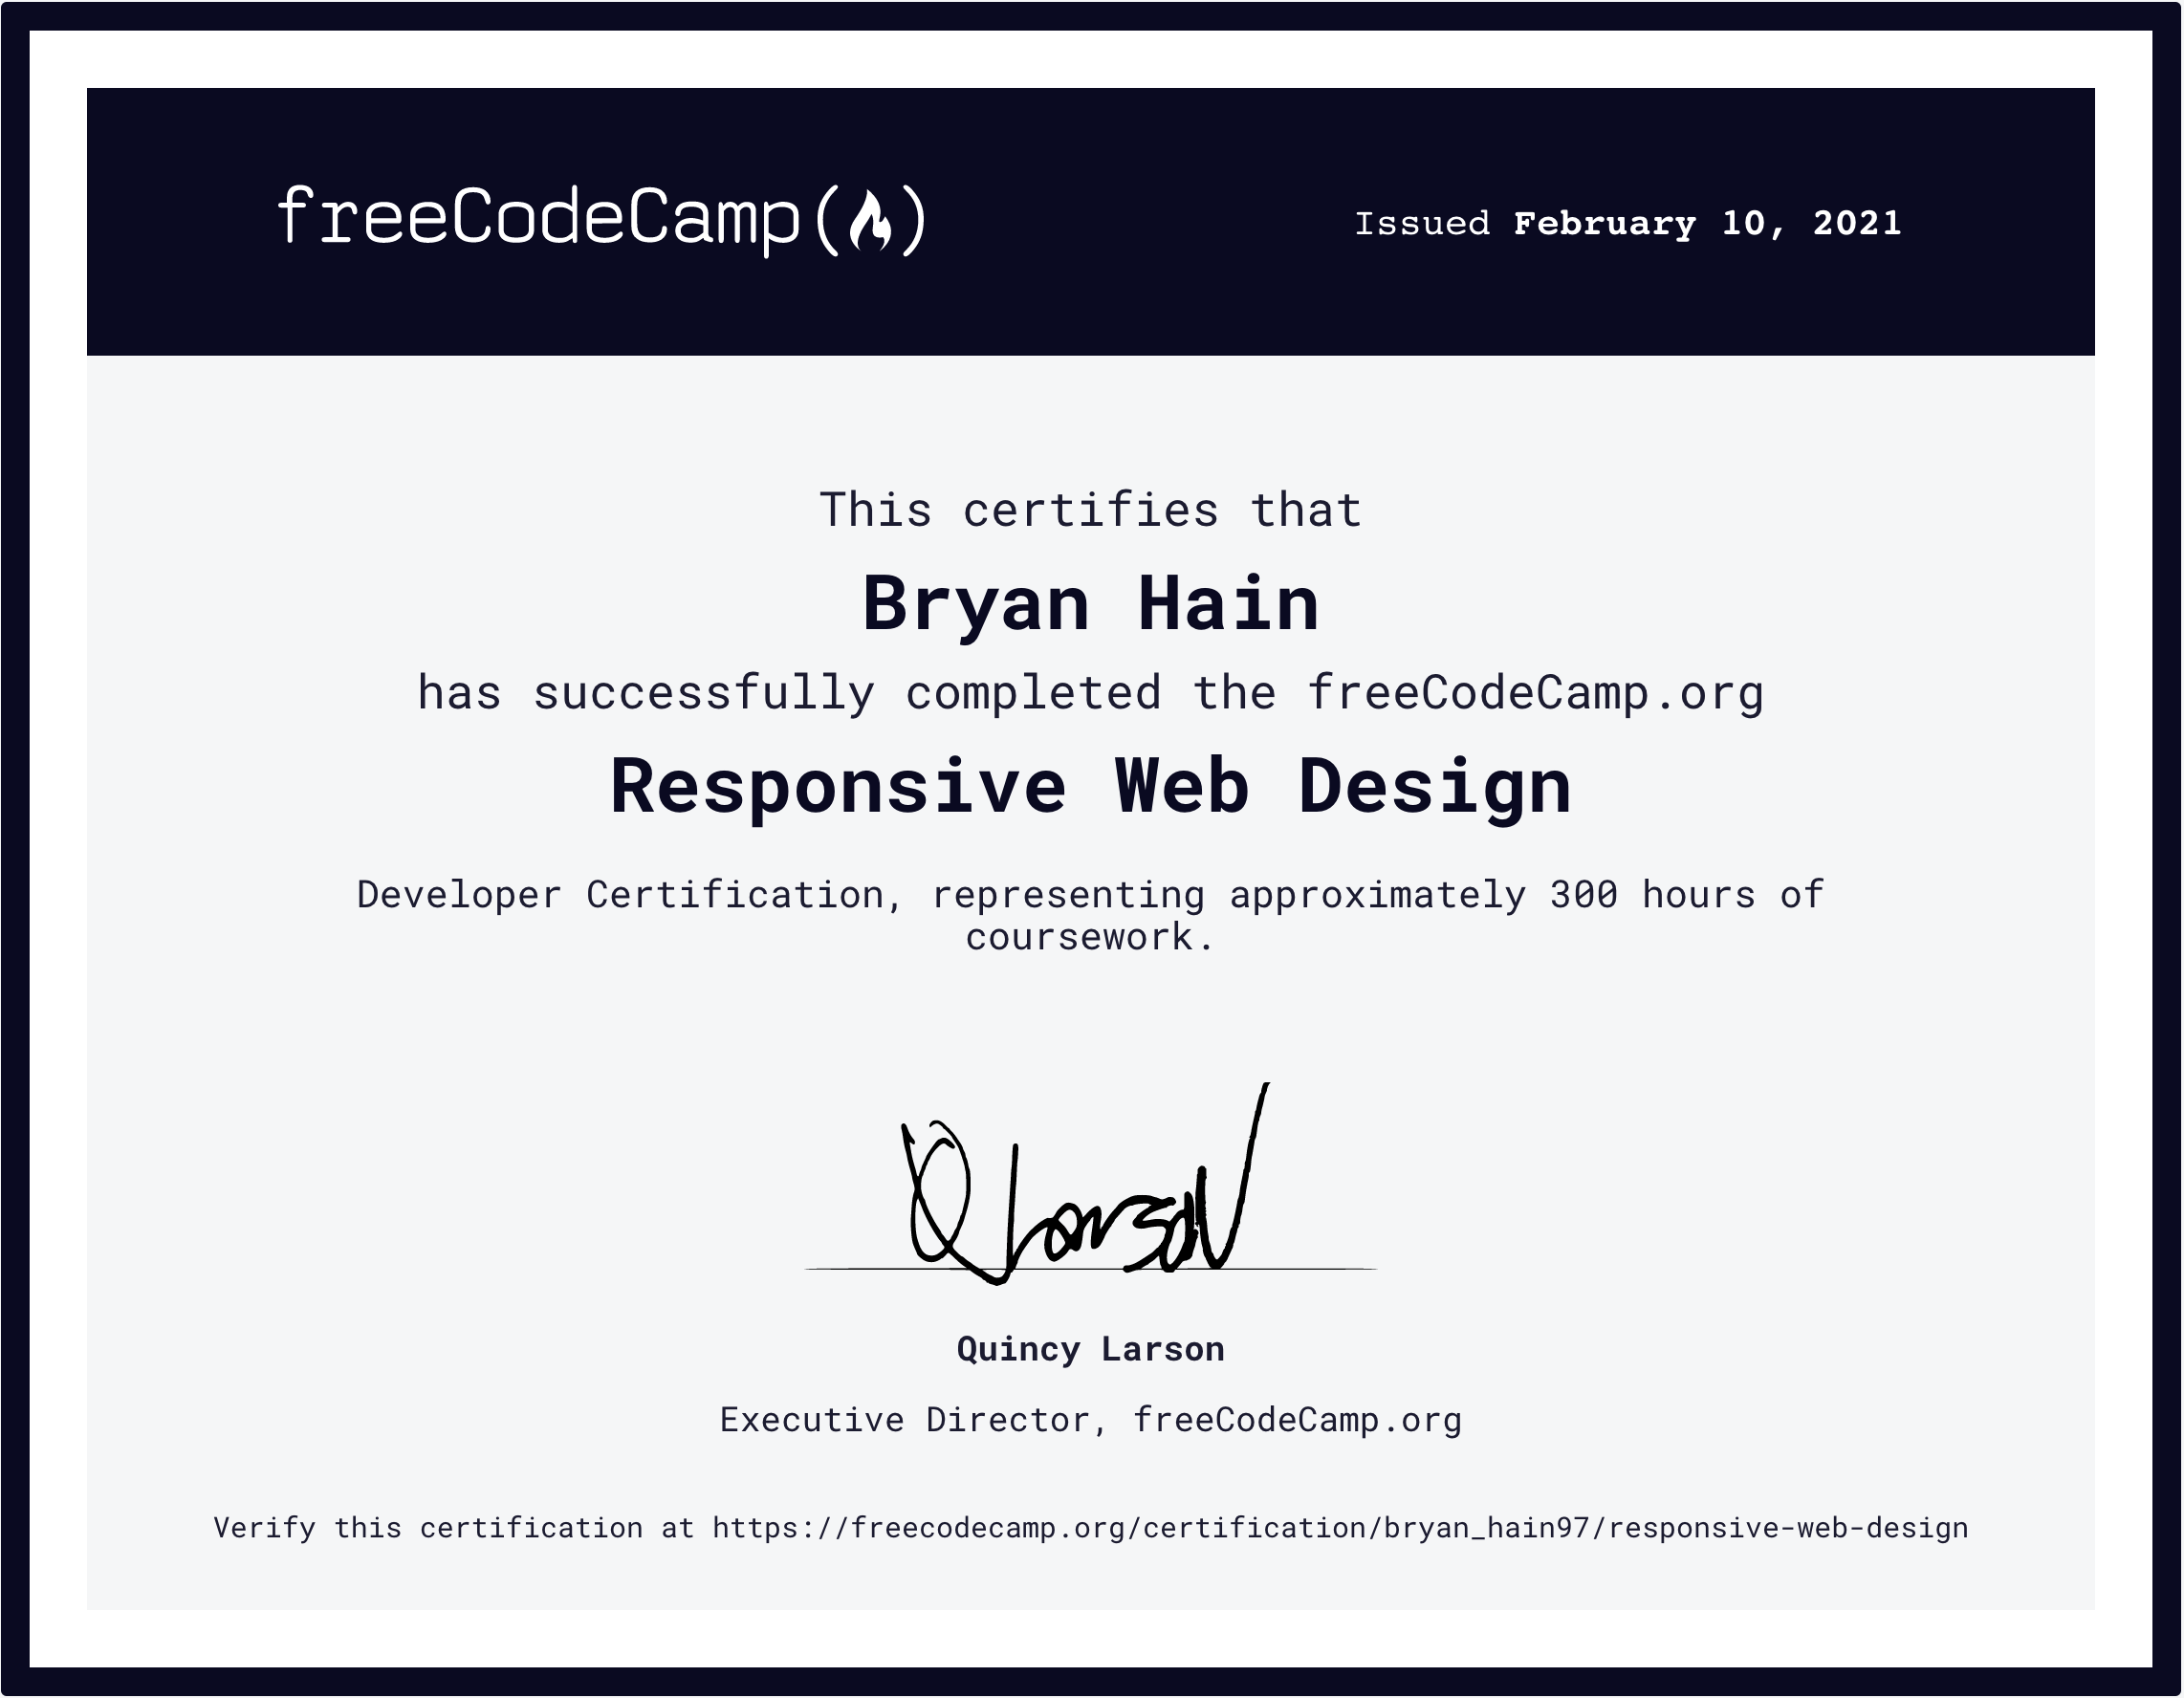 freeCodeCamp
Issued February 10, 2021
This certifies that
Bryan Hain
has successfully completed the freeCodeCamp.org
Responsive Web Design
Developer Certification, representing approximately 300 hours of
coursework.
QLarson
Quincy Larson
Executive Director, freeCodeCamp.org
Verify this certification at https://freecodecamp.org/certification/bryan_hain97/responsive-web-design